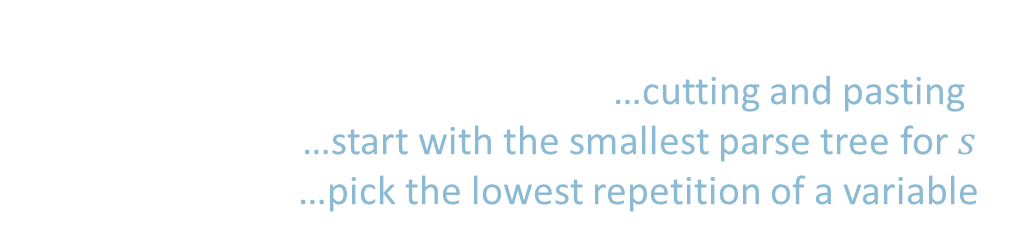 …cutting and pasting
…start with the smallest parse tree for s
…pick the lowest repetition of a variable